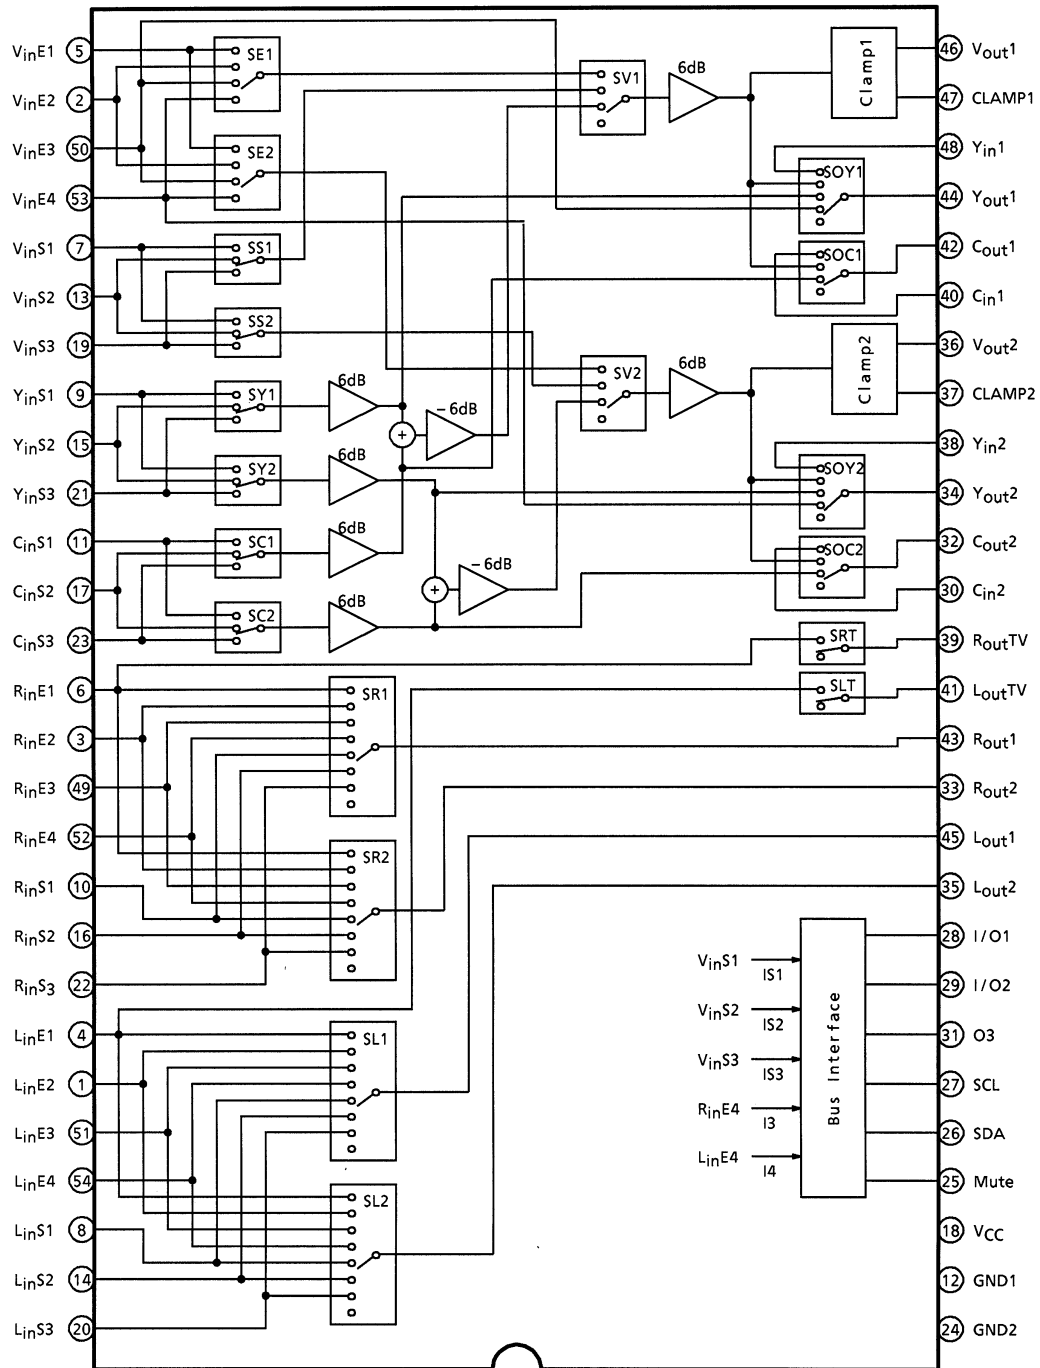 VinE1 5
VinE2 2
VinE3 50
VinE4 53
VinS1 7
VinS2 13
VinS3 19
YinS1 9
YinS2 15
YinS3 21
CinS1 11
CinS2 17
CinS3 23
RinE1 6
RinE2 3
RinE3 49
RinE4 52
RinS1 10
RinS2 16
RinS3 22
LinE1 4
LinE2 1
LinE3 51
LinE4 54
LinS1 8
LinS2 14
LinS3 20
SE1
SE2
SS1
SS2
SY1
SY2
SC1
SC2
6dB
6dB
6dB
6dB
+
-6dB
+
-6dB
SV1
6dB
SV2
6dB
Clamp1
SOY1
SOC1
Clamp2
SOY2
SOC2
SRT
SLT
SR1
SR2
SL1
SL2
VinS1
IS1
VinS2
IS2
VinS3
IS3
RinE4
I3
LinE4
I4
Bus Interface
46 Vout1
47 CLAMP1
48 Yin1
44 Yout1
42 Cout1
40 Cin1
36 Vout2
37 CLAMP2
38 Yin2
34 Yout2
32 Cout2
30 Cin2
39 RoutTV
41 LoutTV
43 Rout1
33 Rout2
45 Lout1
35 Lout2
28 I/O1
29 I/O2
31 O3
27 SCL
26 SDA
25 Mute
18 VCC
12 GND1
24 GND2